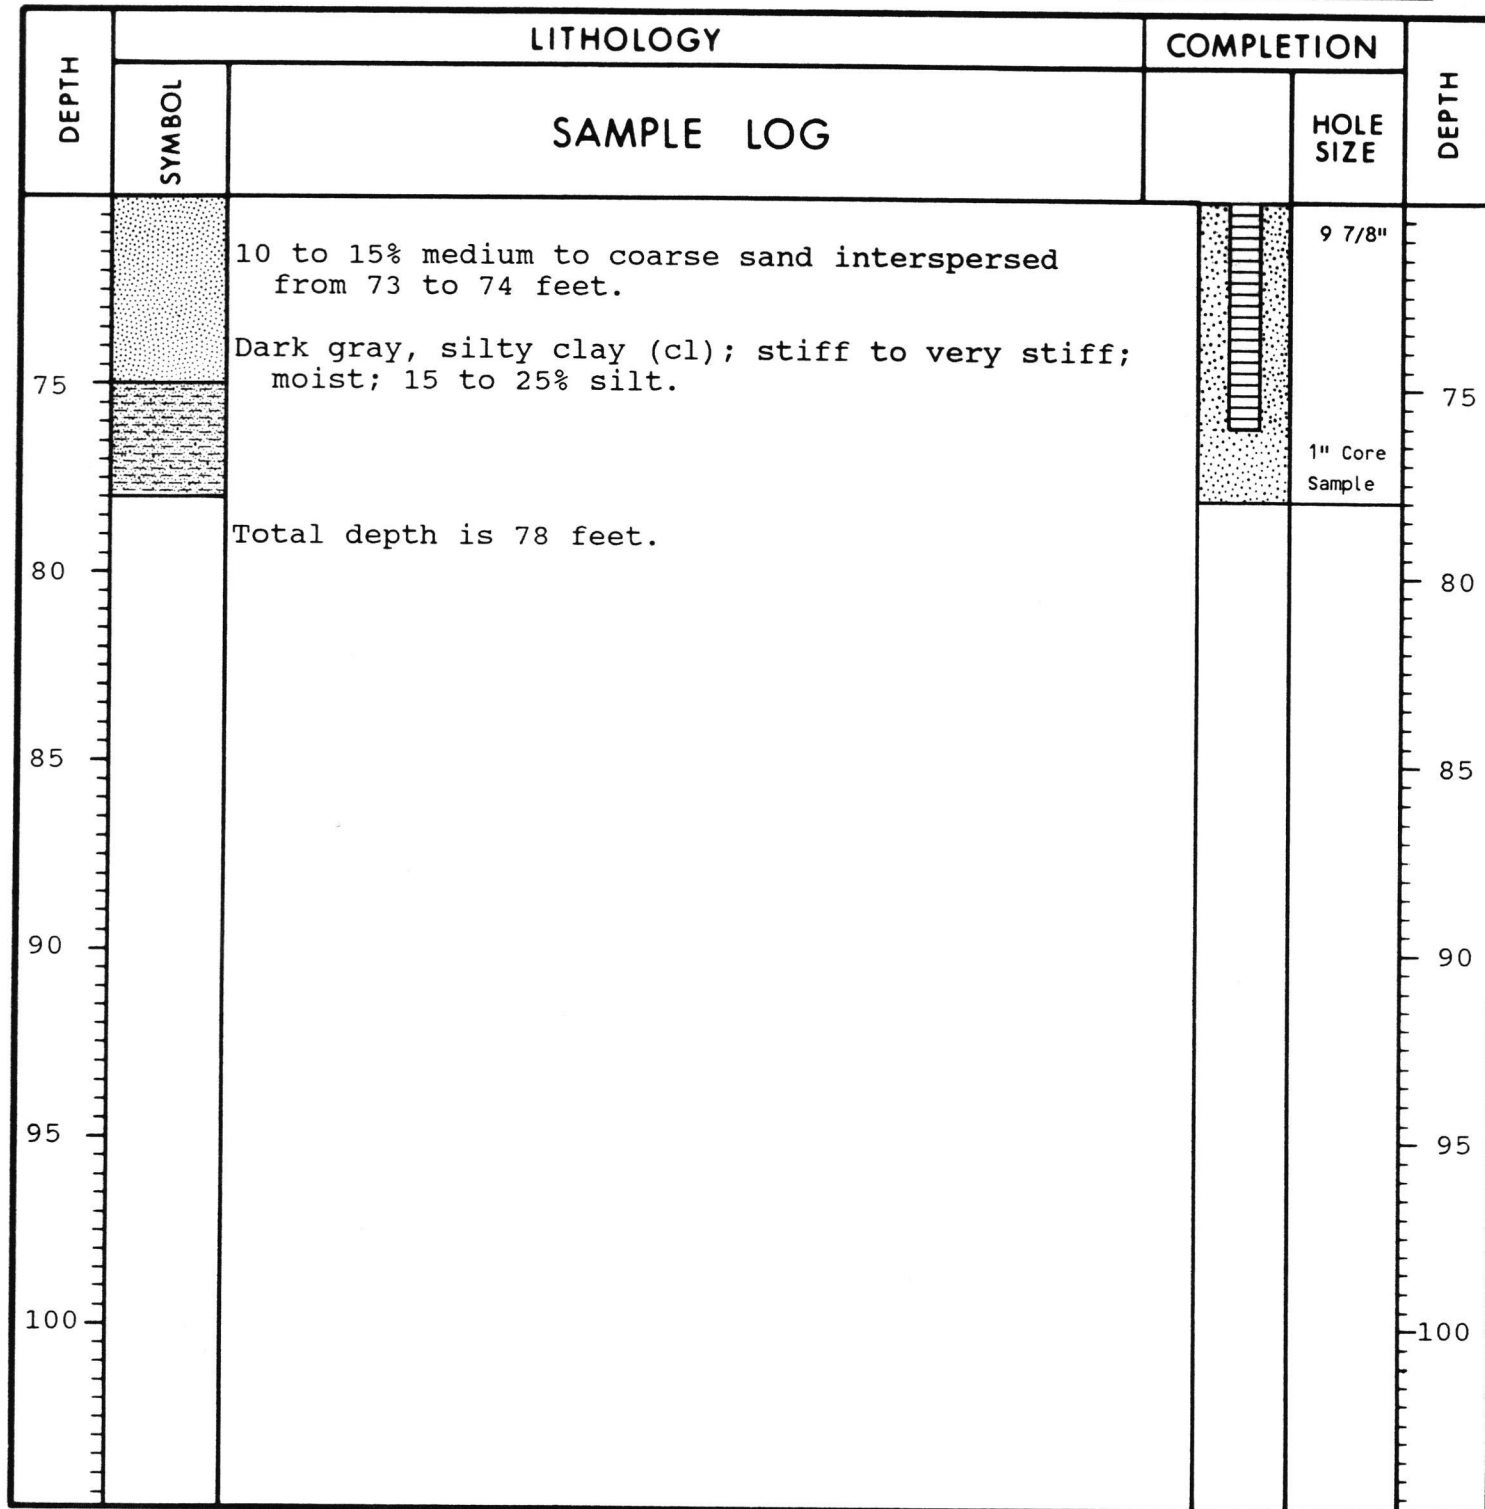 LITHOLOGY
COMPLETION
DEPTH
SYMBOL
SAMPLE LOG
HOLE
SIZE
DEPTH
9 7/8"
10 to 15% medium to coarse sand interspersed
from 73 to 74 feet.
Dark gray, silty clay (cl); stiff to very stiff;
moist; 15 to 25% silt.
75
75
1" Core
Sample
Total depth is 78 feet.
80
80
85
85
90
90
95
95
100
100